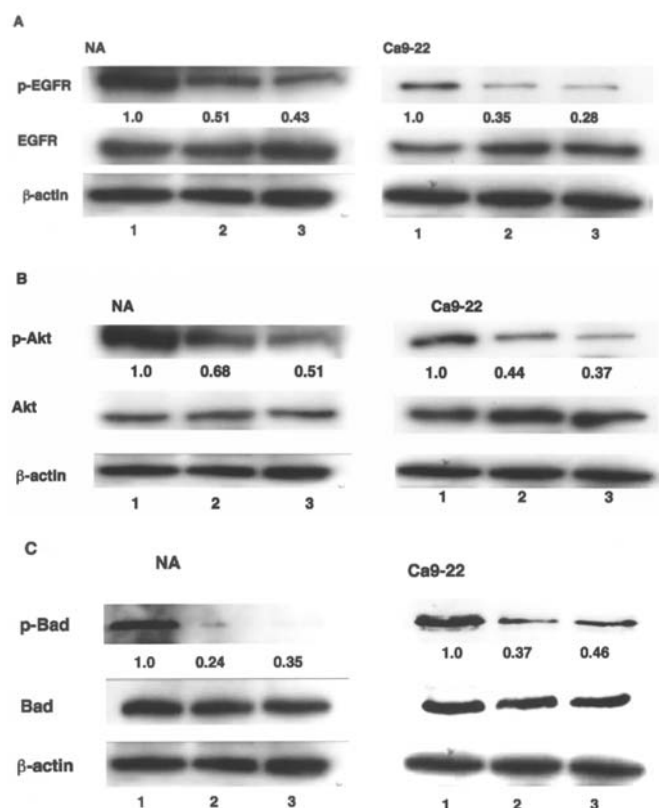 A
NA Ca9-22
p-EGFR
1.0 0.51 0.43 1.0 0.35 0.28
EGFR
β-actin
1 2 3 1 2 3
B
NA Ca9-22
p-Akt
1.0 0.68 0.51 1.0 0.44 0.37
Akt
β-actin
1 2 3 1 2 3
C
NA Ca9-22
p-Bad
1.0 0.24 0.35 1.0 0.37 0.46
Bad
β-actin
1 2 3 1 2 3